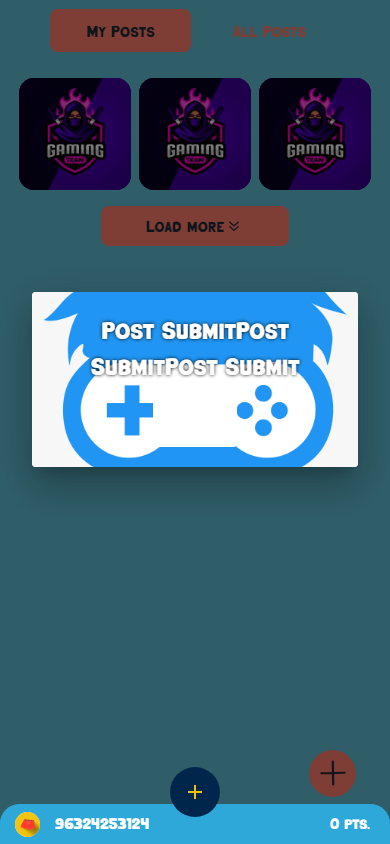 My Posts
All Posts
GAMING
TEAM
GAMING
TEAM
GAMING
TEAM
Load more
Post SubmitPost
SubmitPost Submit
96324253124
0 pts.